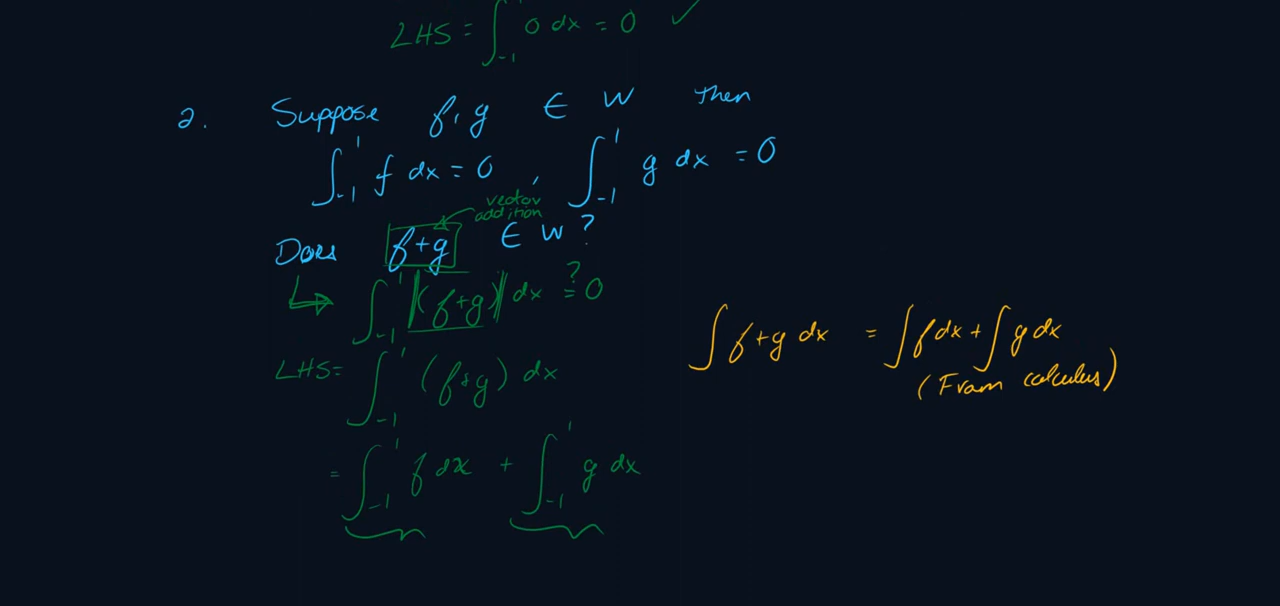 LHS = ∫_{-1}^{1} 0 dx = 0 ✓
2. Suppose f, g ∈ W then
∫_{-1}^{1} f dx = 0 , ∫_{-1}^{1} g dx = 0
vector
addition
Does f+g ∈ W ?
∫_{-1}^{1} (f+g) dx ?= 0
∫ f+g dx = ∫ f dx + ∫ g dx
(From calculus)
LHS = ∫_{-1}^{1} (f+g) dx
= ∫_{-1}^{1} f dx + ∫_{-1}^{1} g dx